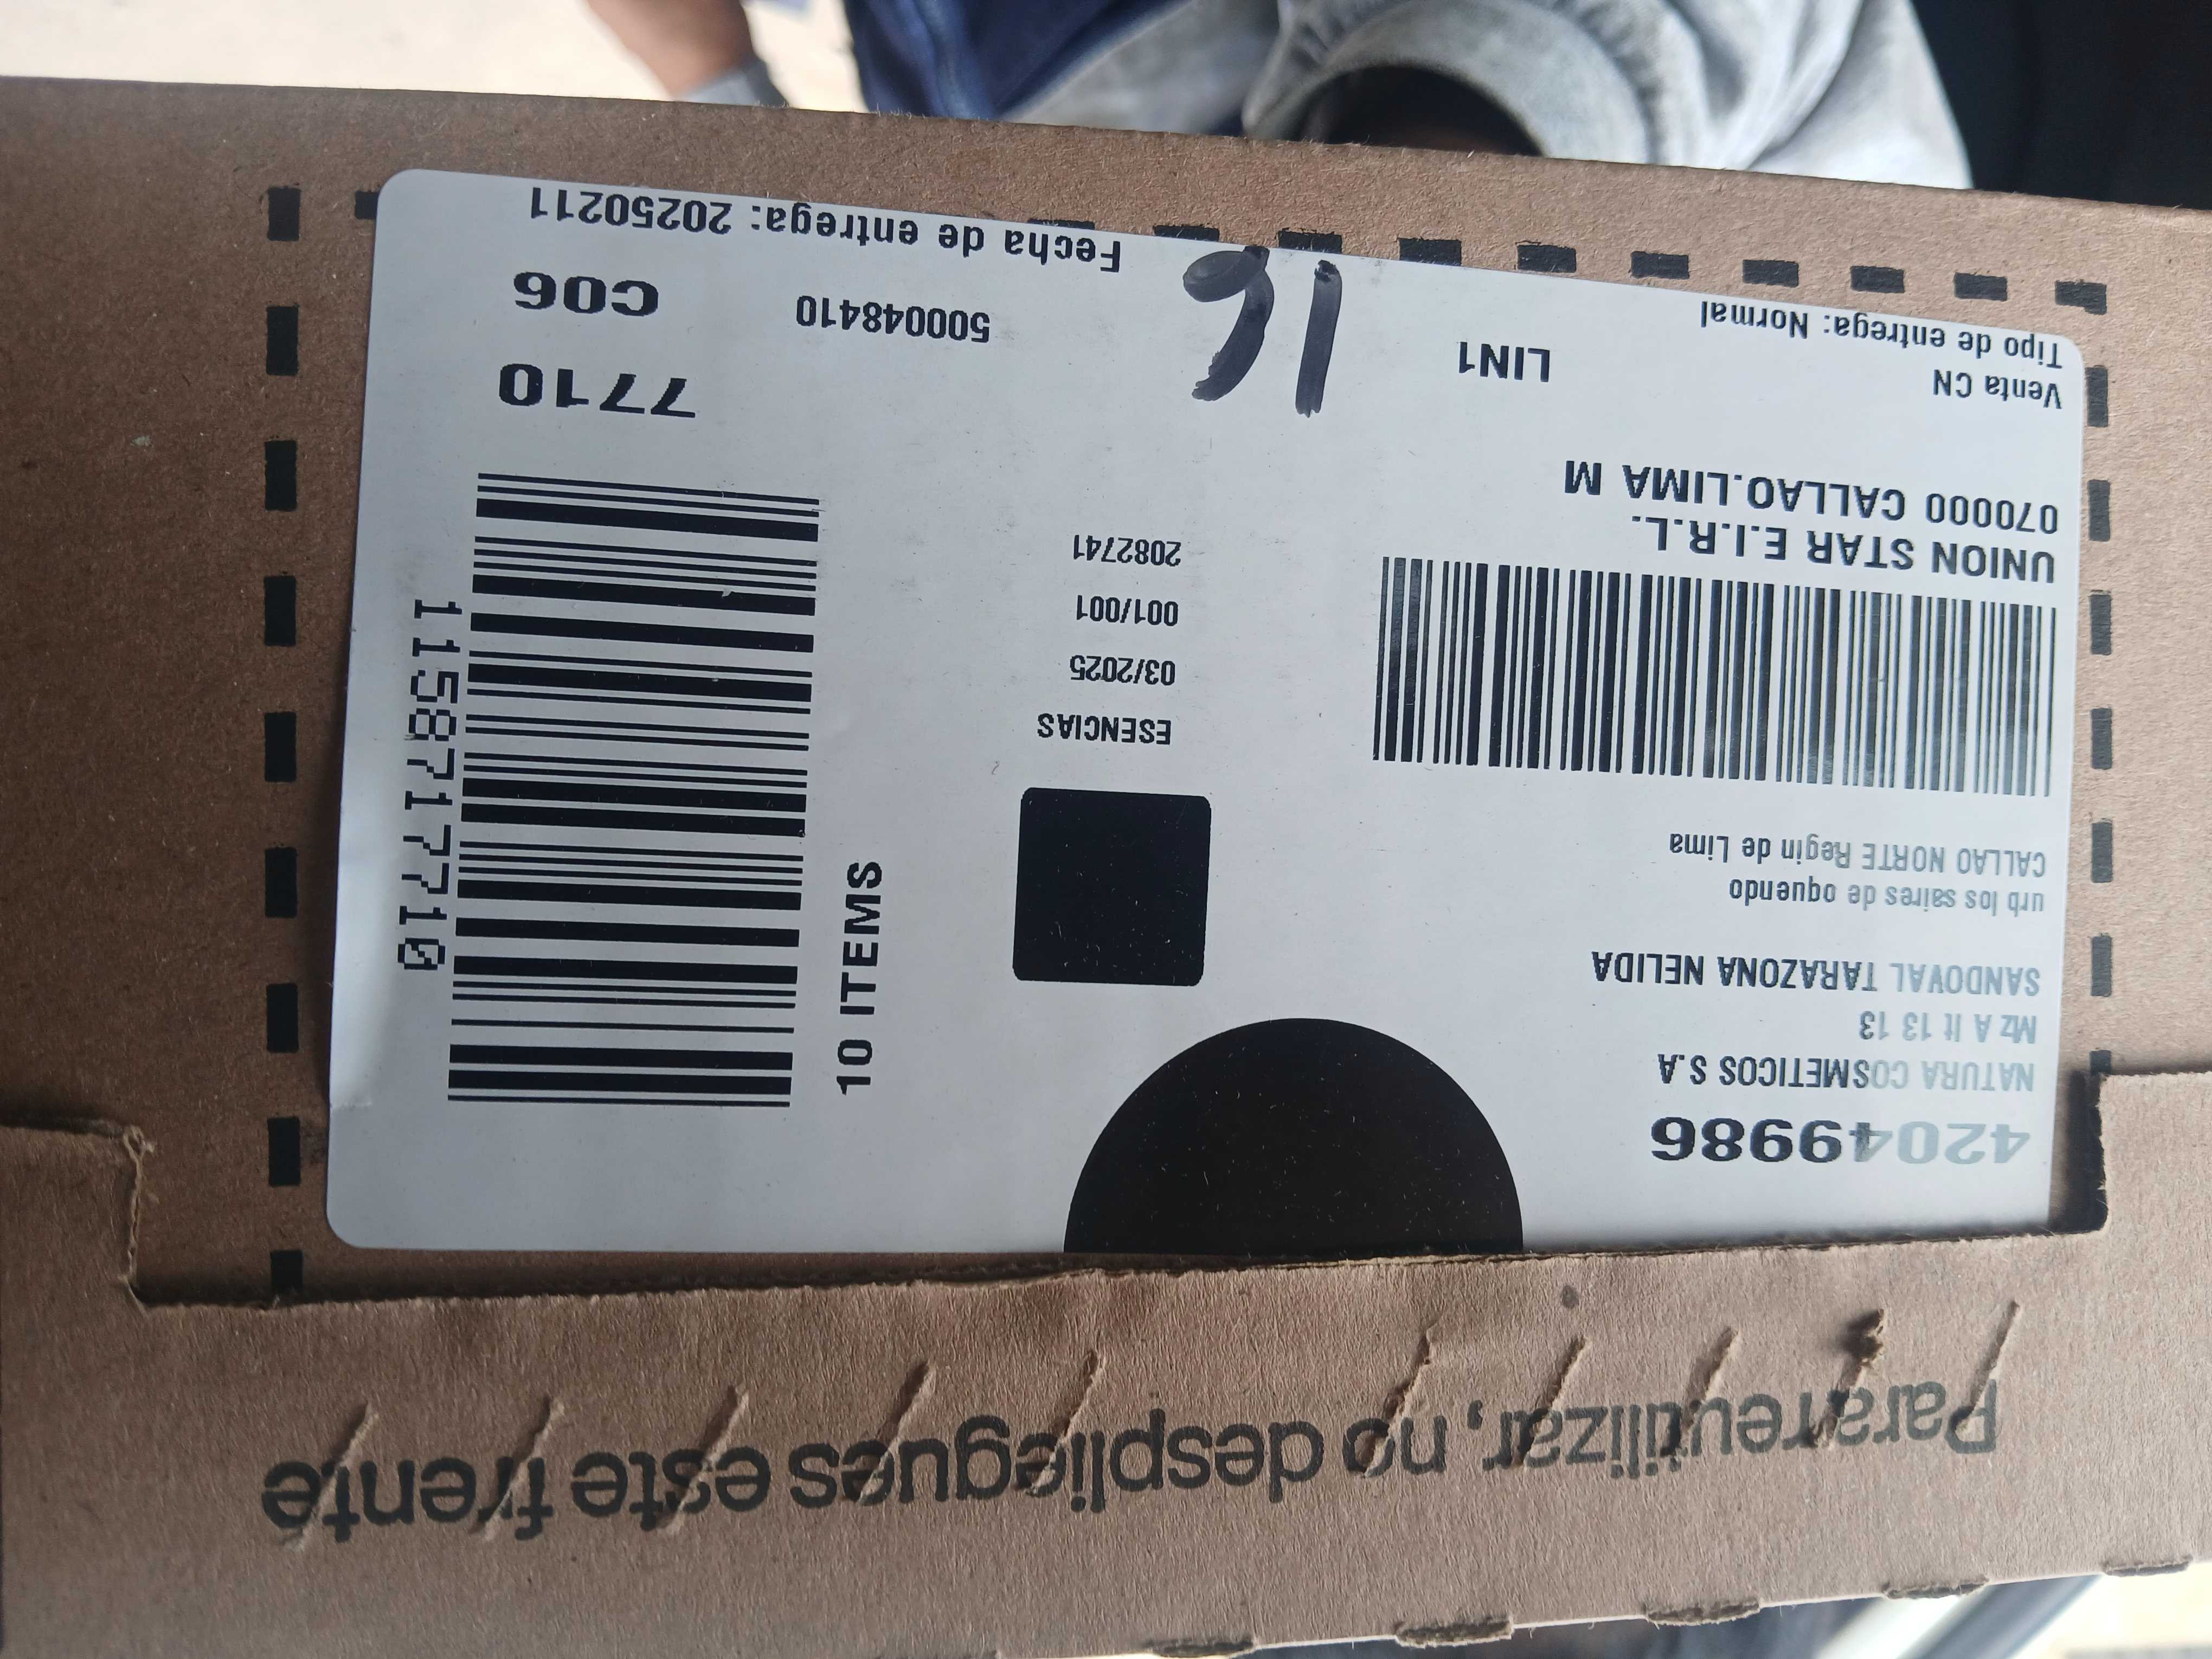 Para reutilizar, no despliegues este frente
42049986
NATURA COSMETICOS S.A
Mz A lt 13 13
SANDOVAL TARAZONA NELIDA
urb los saires de oquendo
CALLAO NORTE Regin de Lima
UNION STAR E.I.R.L.
070000 CALLAO.LIMA M
Venta CN
Tipo de entrega: Normal
LIN1
16
ESENCIAS
03/2025
001/001
2082741
10 ITEMS
1158717710
7710
500048410
C06
Fecha de entrega: 20250211